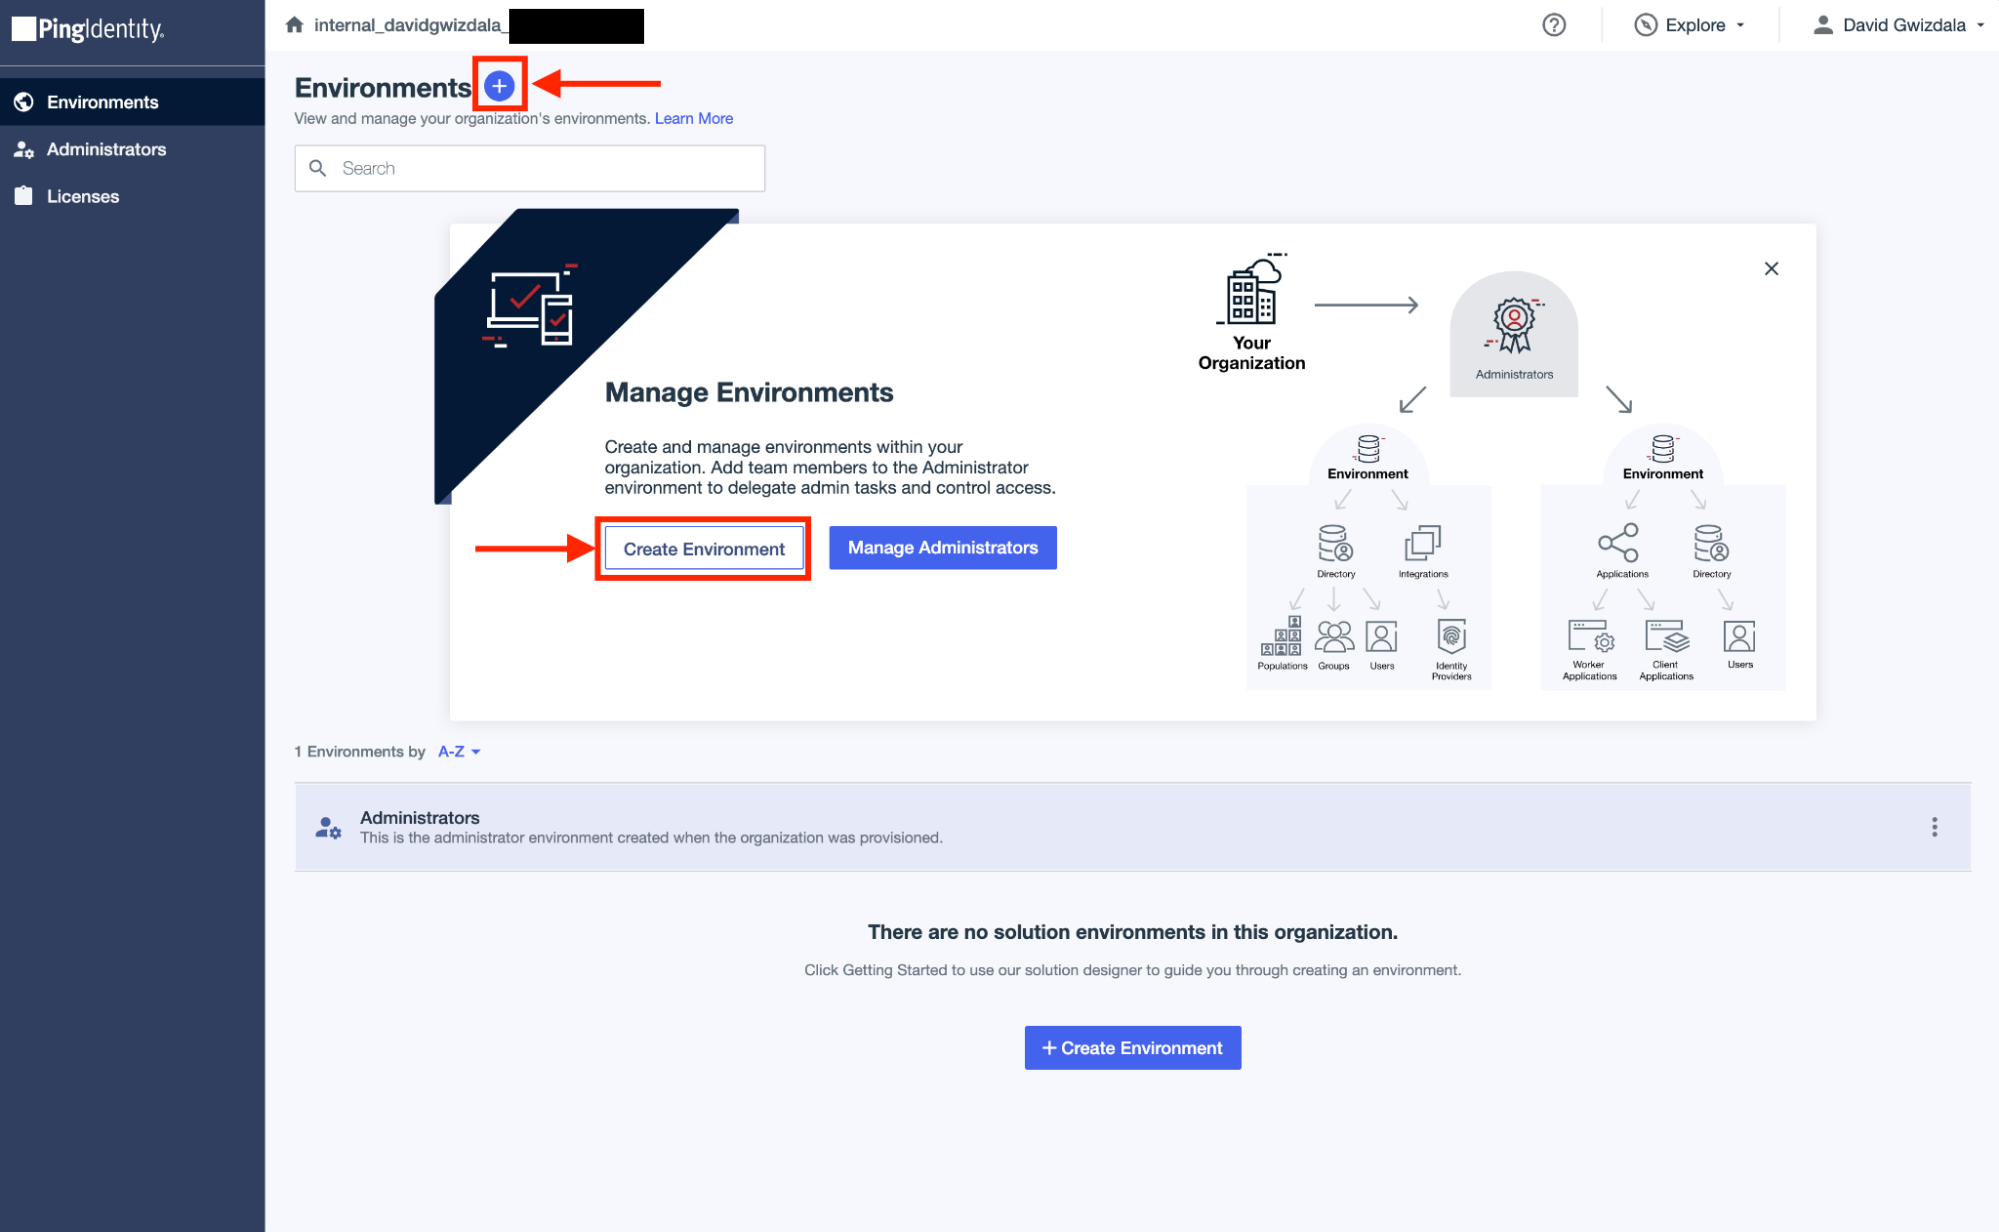 PingIdentity
Environments
Administrators
Licenses
internal_davidgwizdala_
Explore
David Gwizdala
Environments
View and manage your organization's environments. Learn More
Search
Manage Environments
Create and manage environments within your
organization. Add team members to the Administrator
environment to delegate admin tasks and control access.
Create Environment
Manage Administrators
Your
Organization
Administrators
Environment
Environment
Directory
Integrations
Applications
Directory
Populations
Groups
Users
Identity
Providers
Worker
Applications
Client
Applications
Users
1 Environments by A-Z
Administrators
This is the administrator environment created when the organization was provisioned.
There are no solution environments in this organization.
Click Getting Started to use our solution designer to guide you through creating an environment.
+ Create Environment